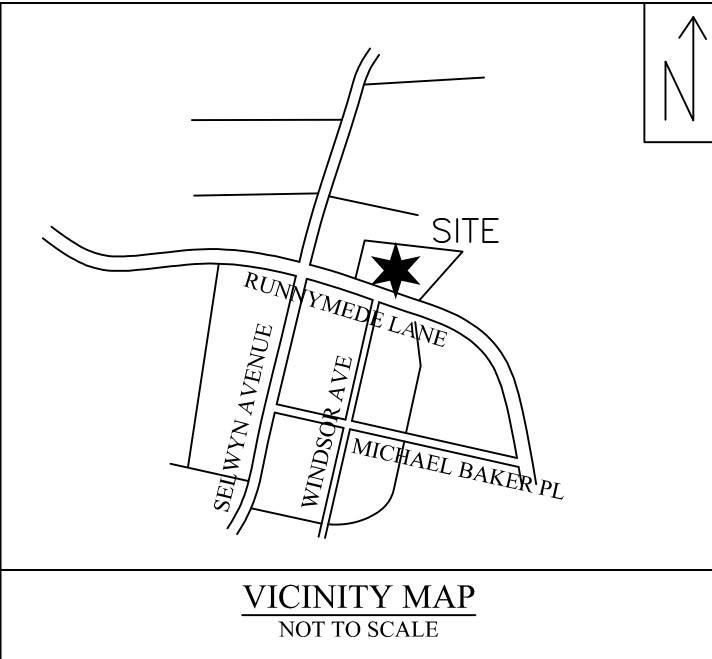 N
SITE
RUNNYMEDE LANE
SELWYN AVENUE
WINDSOR AVE
MICHAEL BAKER PL
VICINITY MAP
NOT TO SCALE